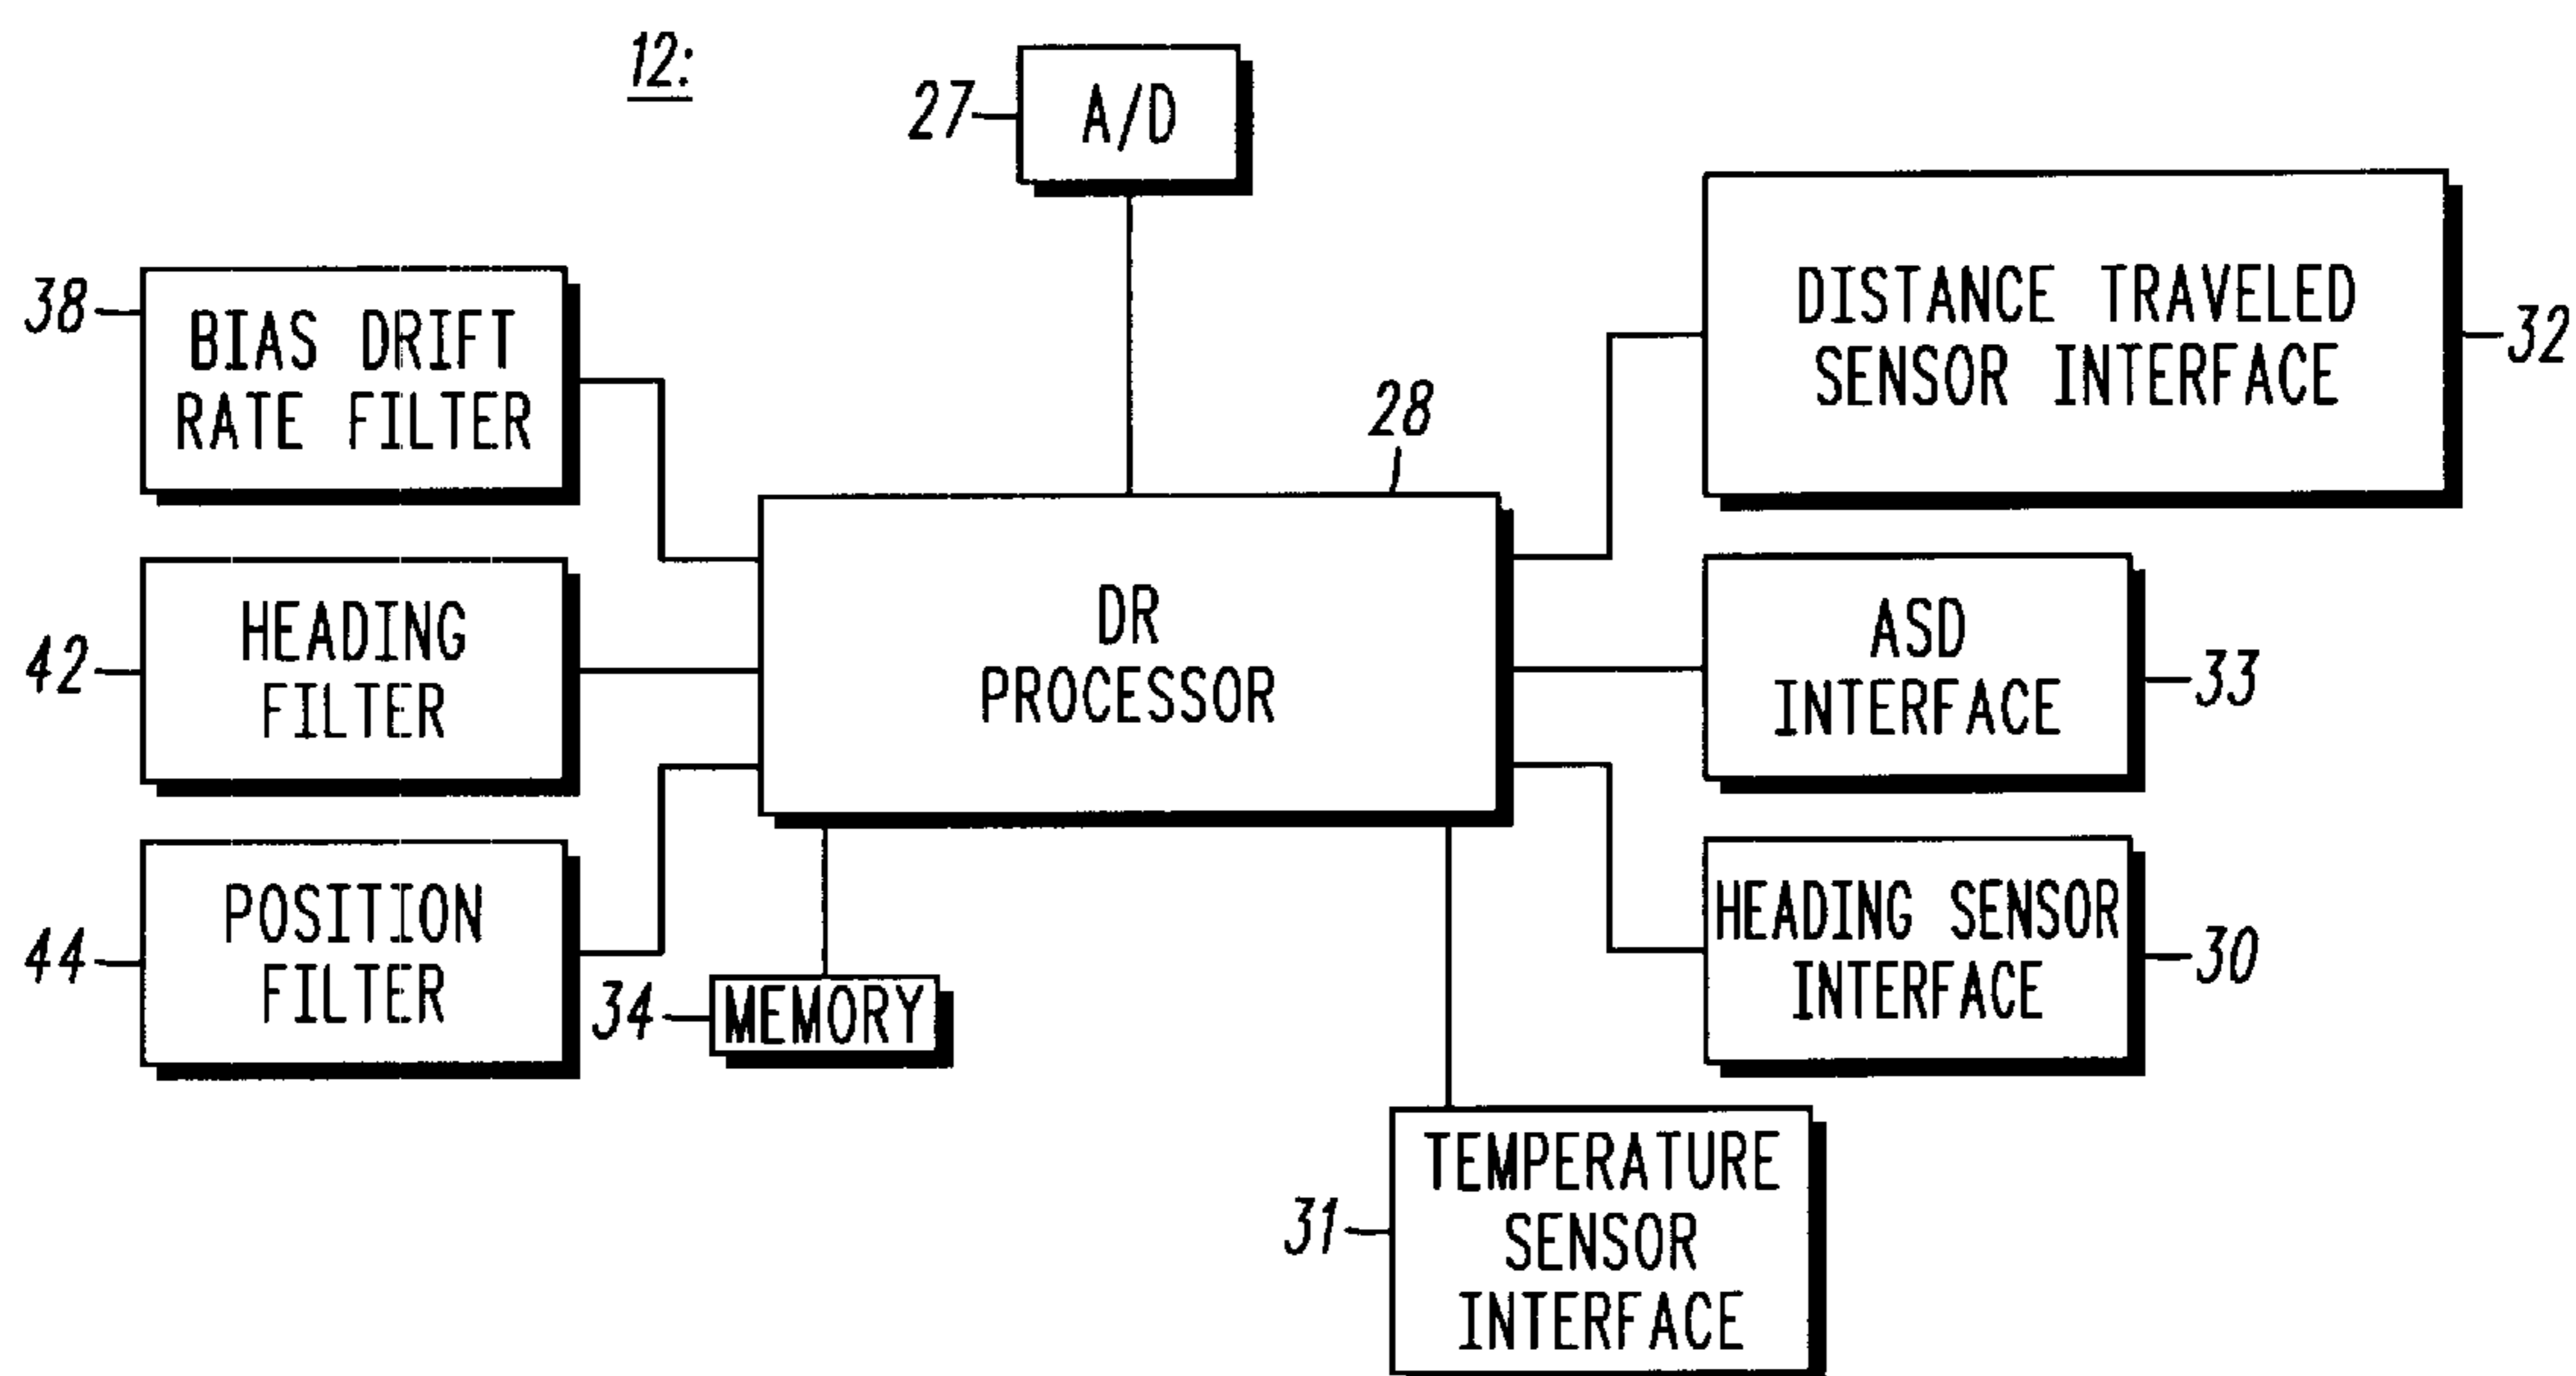 12:
27
A/D
38
BIAS DRIFT
RATE FILTER
DISTANCE TRAVELED
SENSOR INTERFACE
32
28
42
HEADING
FILTER
DR
PROCESSOR
ASD
INTERFACE
33
44
POSITION
FILTER
34
MEMORY
HEADING SENSOR
INTERFACE
30
31
TEMPERATURE
SENSOR
INTERFACE